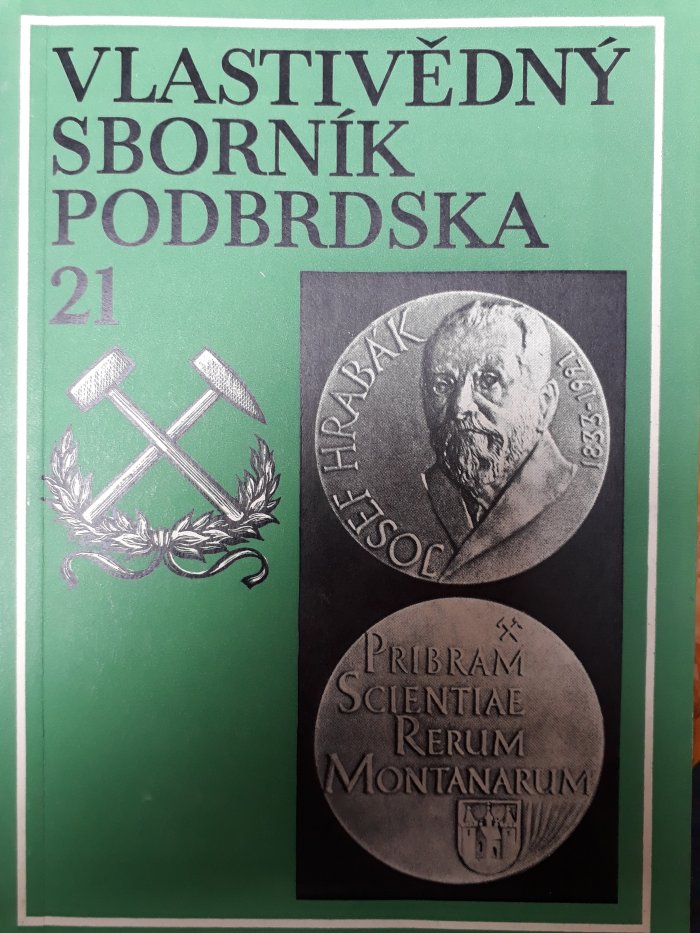 VLASTIVĚDNÝ
SBORNÍK
PODBRDSKA
21
JOSEF HRABÁK
1833-1921
PRIBRAM
SCIENTIAE
RERUM
MONTANARUM